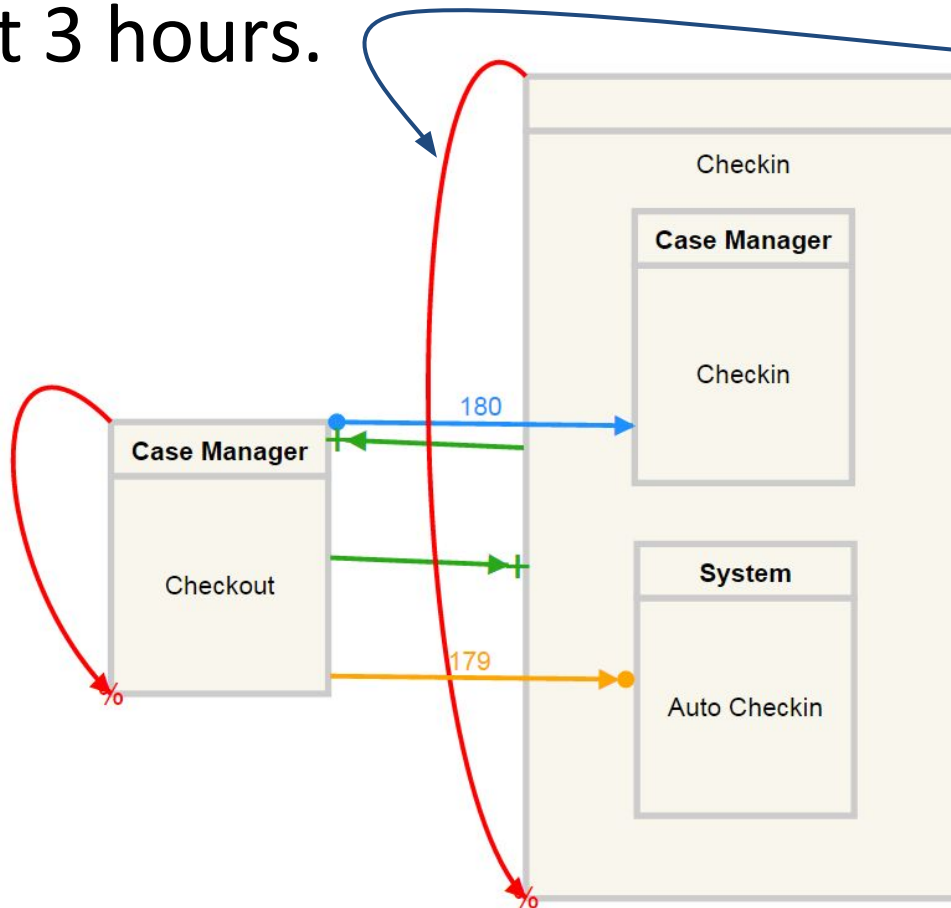 t 3 hours.
Checkin
Case Manager
Checkin
180
Case Manager
Checkout
%
179
System
Auto Checkin
%